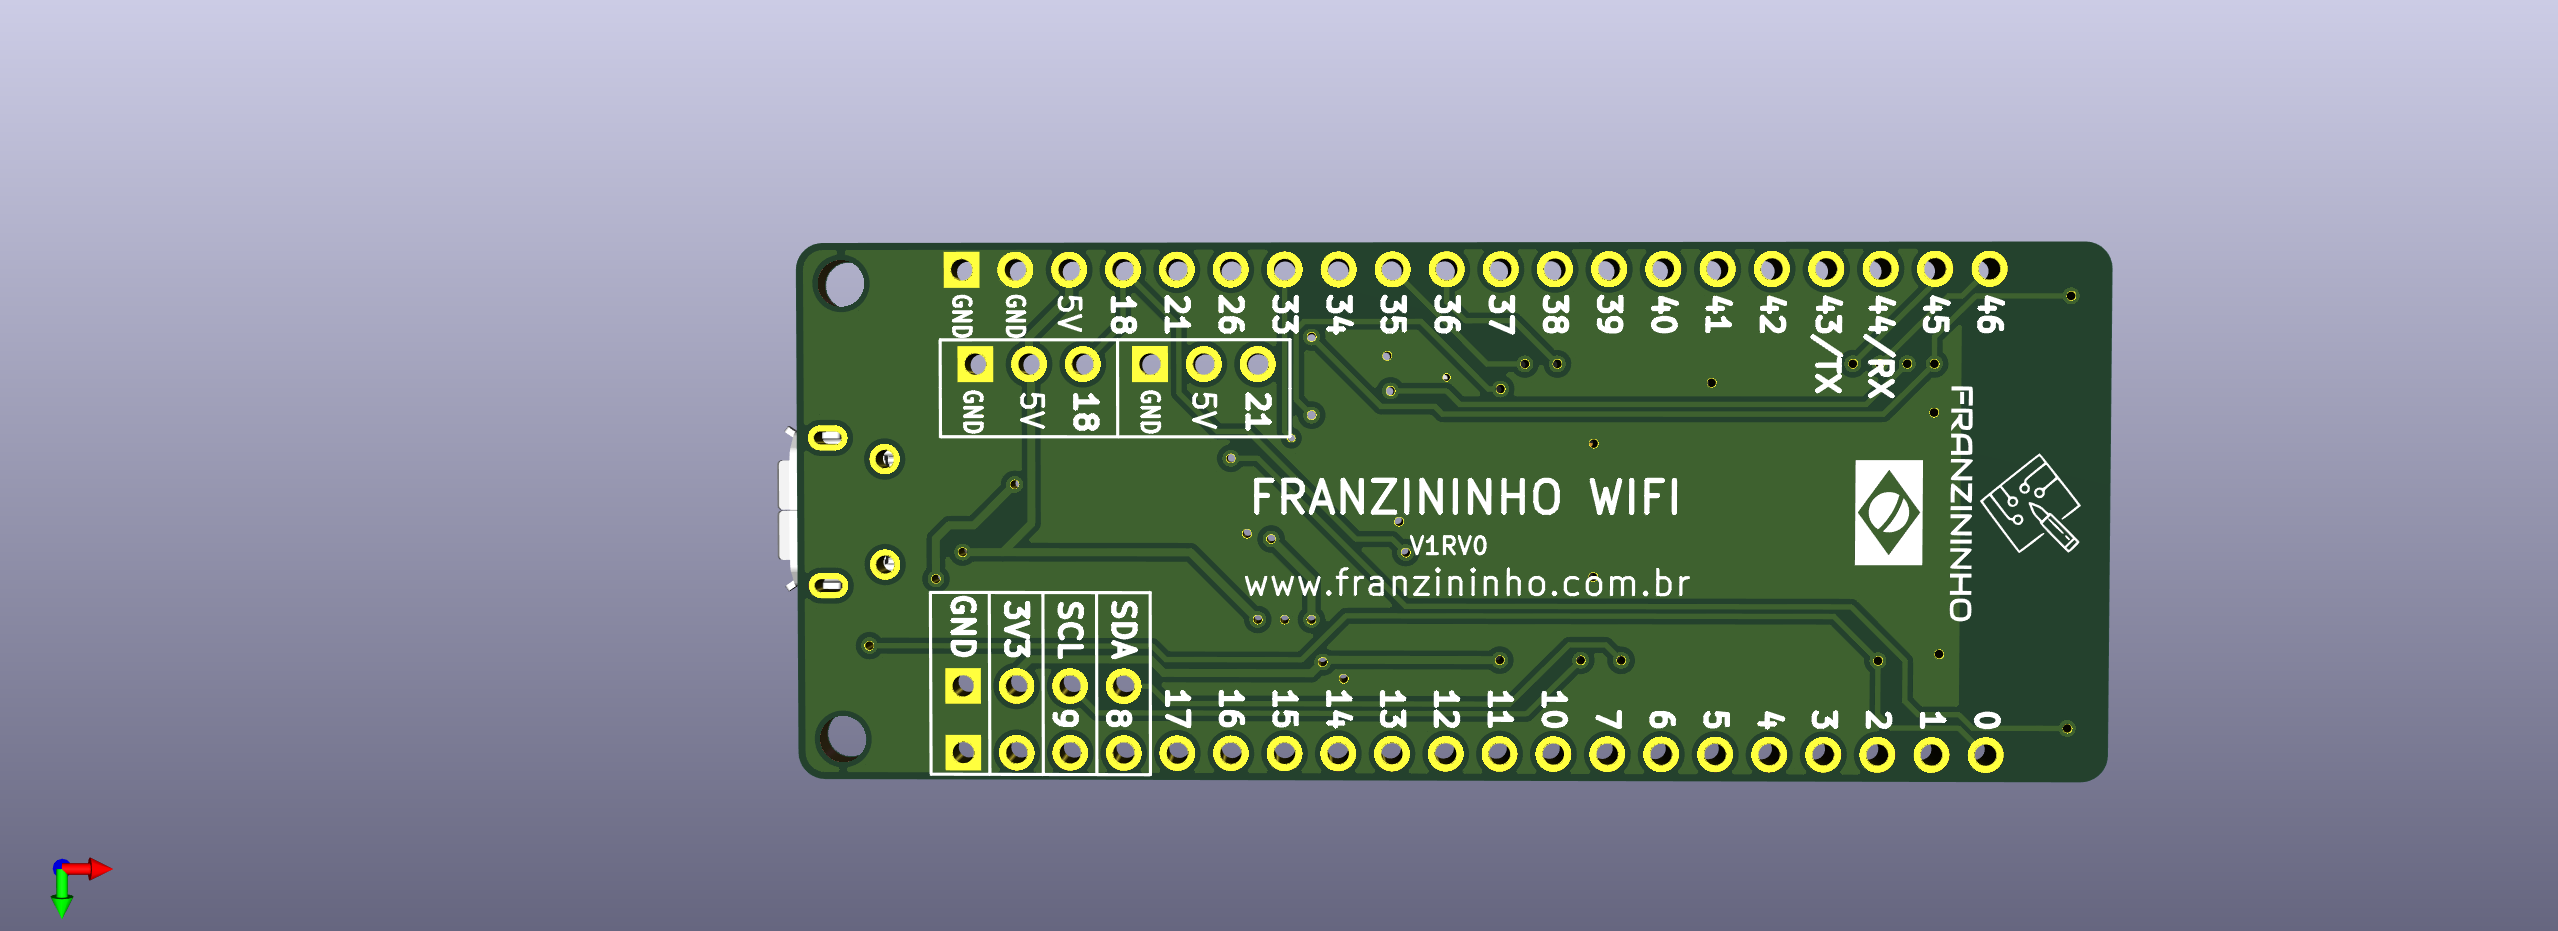 GND GND 5V 18 21 26 33 34 35 36 37 38 39 40 41 42 43/TX 44/RX 45 46
GND 5V 18 GND 5V 21
FRANZININHO WIFI
V1RV0
www.franzininho.com.br
FRANZININHO
GND 3V3 SCL SDA
9 8 17 16 15 14 13 12 11 10 7 6 5 4 3 2 1 0